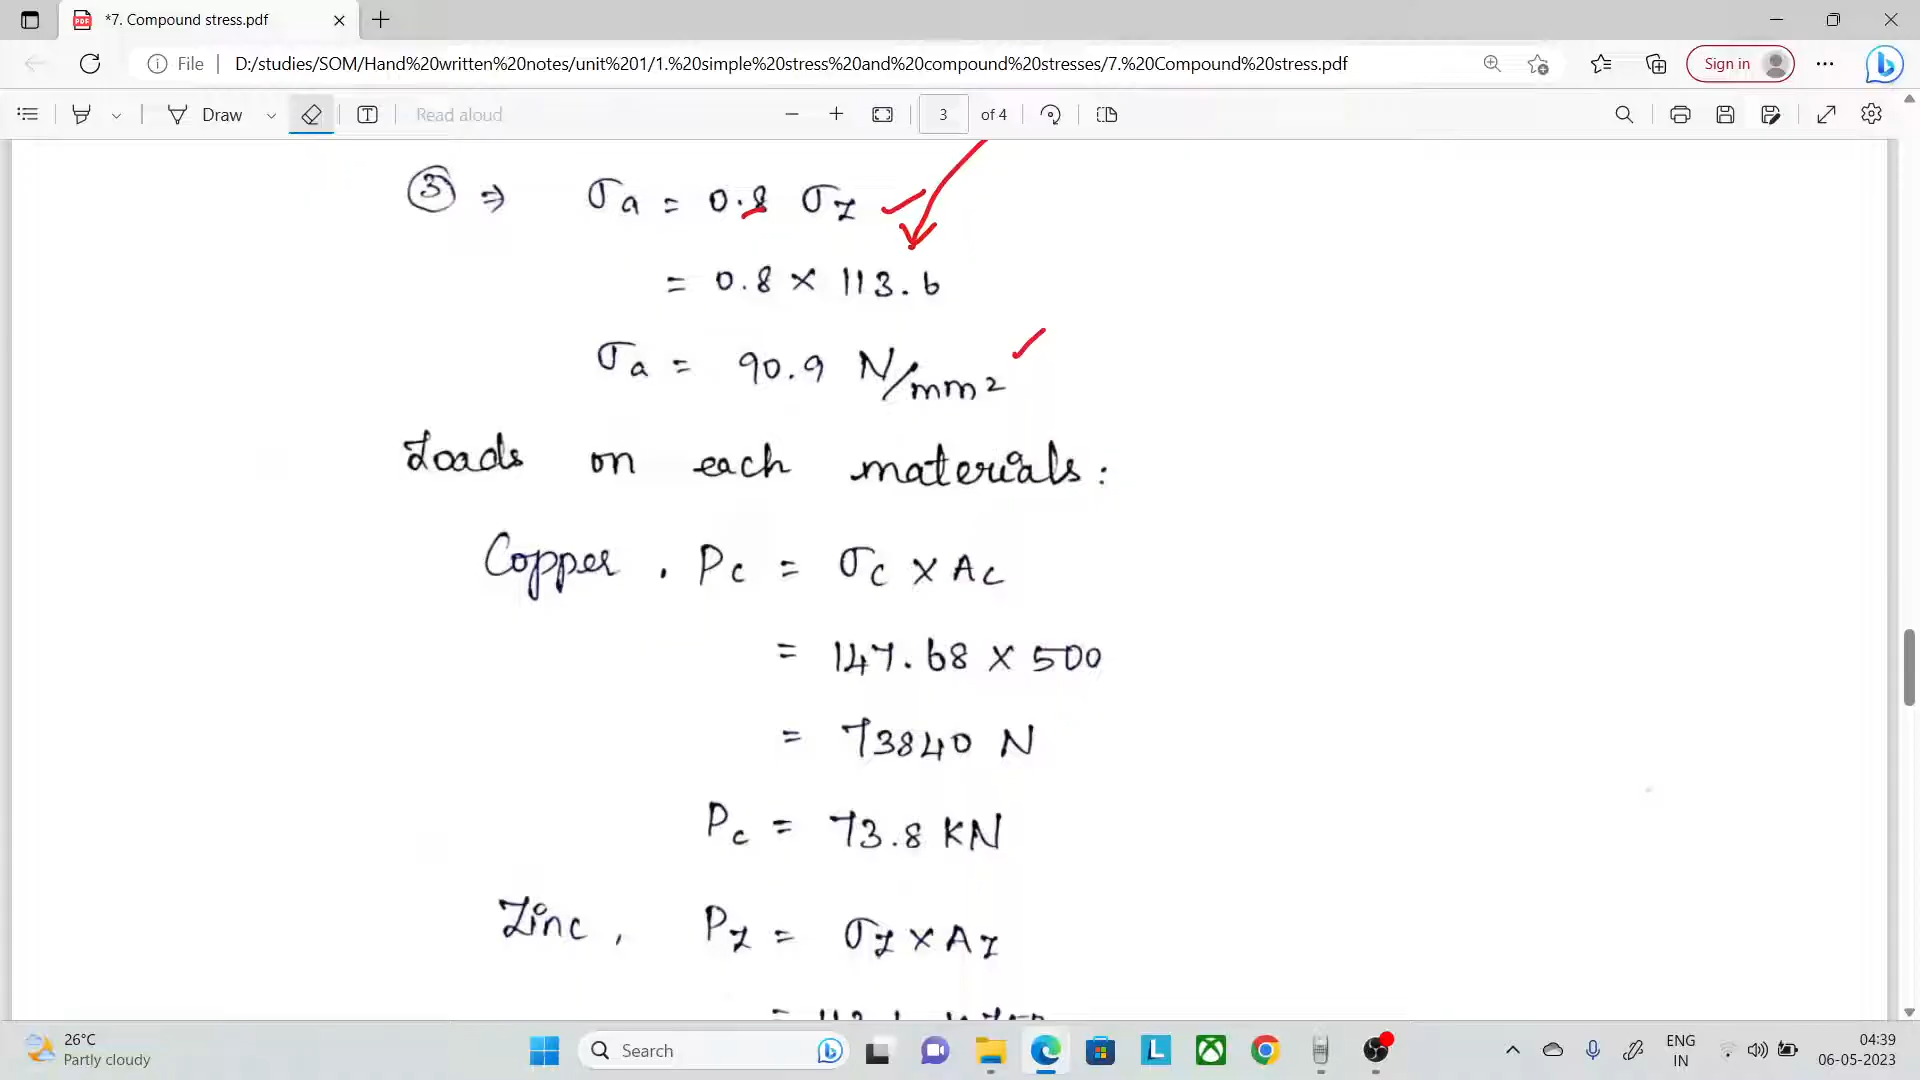 *7. Compound stress.pdf
File D:/studies/SOM/Hand%20written%20notes/unit%201/1.%20simple%20stress%20and%20compound%20stresses/7.%20Compound%20stress.pdf
Sign in
Draw
Read aloud
3 of 4
③ ⇒ σa = 0.8 σz
= 0.8 × 113.6
σa = 90.9 N/mm2
Loads on each materials:
Copper, Pc = σc × Ac
= 147.68 × 500
= 73840 N
Pc = 73.8 KN
Zinc, Pz = σz × Az
26°C
Partly cloudy
Search
ENG
IN
04:39
06-05-2023